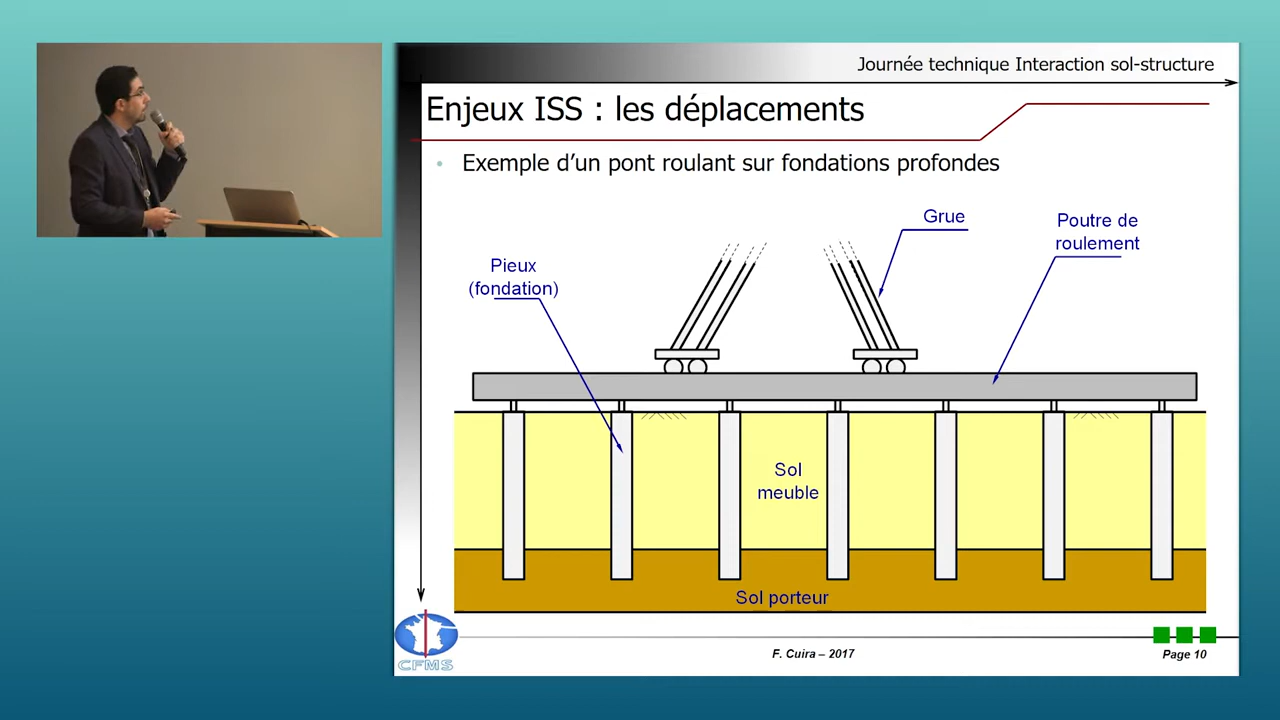 Journée technique Interaction sol-structure
Enjeux ISS : les déplacements
• Exemple d'un pont roulant sur fondations profondes
Grue
Poutre de
roulement
Pieux
(fondation)
Sol
meuble
Sol porteur
CFMS
F. Cuira – 2017
Page 10